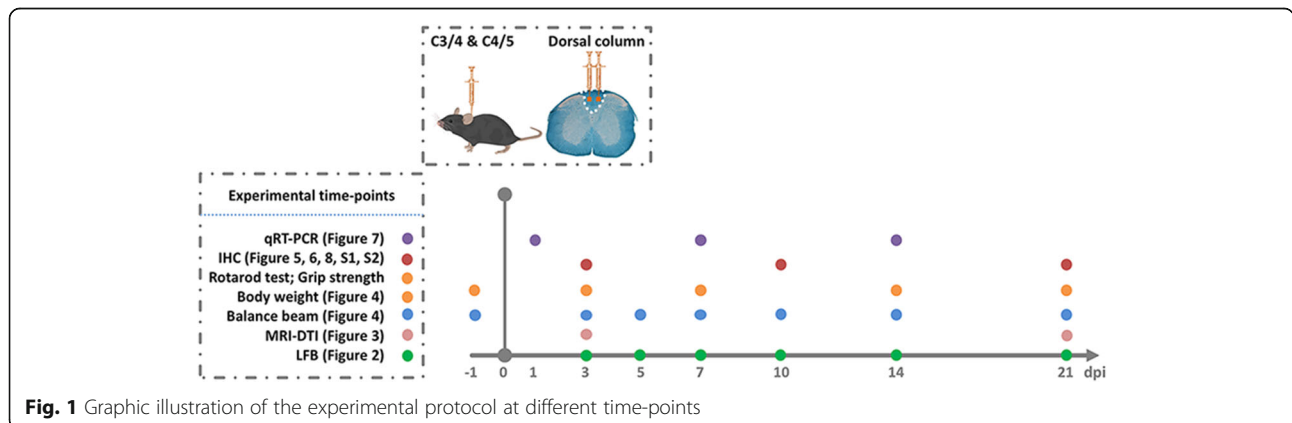 C3/4 & C4/5 Dorsal column
Experimental time-points
qRT-PCR (Figure 7)
IHC (Figure 5, 6, 8, S1, S2)
Rotarod test; Grip strength
Body weight (Figure 4)
Balance beam (Figure 4)
MRI-DTI (Figure 3)
LFB (Figure 2)
-1 0 1 3 5 7 10 14 21 dpi
Fig. 1 Graphic illustration of the experimental protocol at different time-points